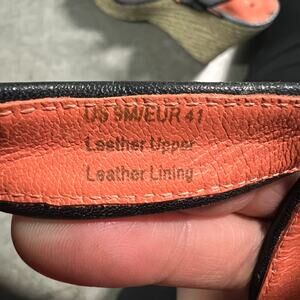 US 9M/EUR 41
Leather Upper
Leather Lining